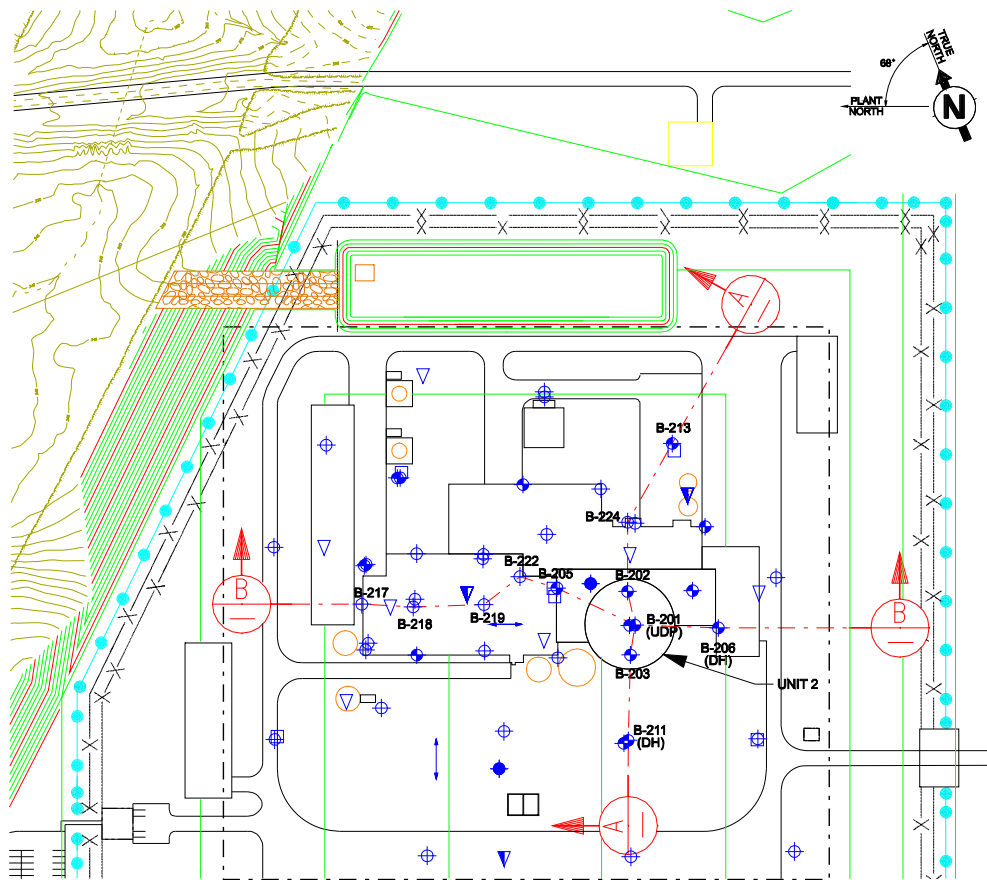 TRUE
NORTH
68°
PLANT
NORTH
N
A
B-213
B-224
B-222
B-205
B-202
B
B-217
B-218
B-219
B-201
(UDP)
B-206
(DH)
B
B-203
UNIT 2
B-211
(DH)
A